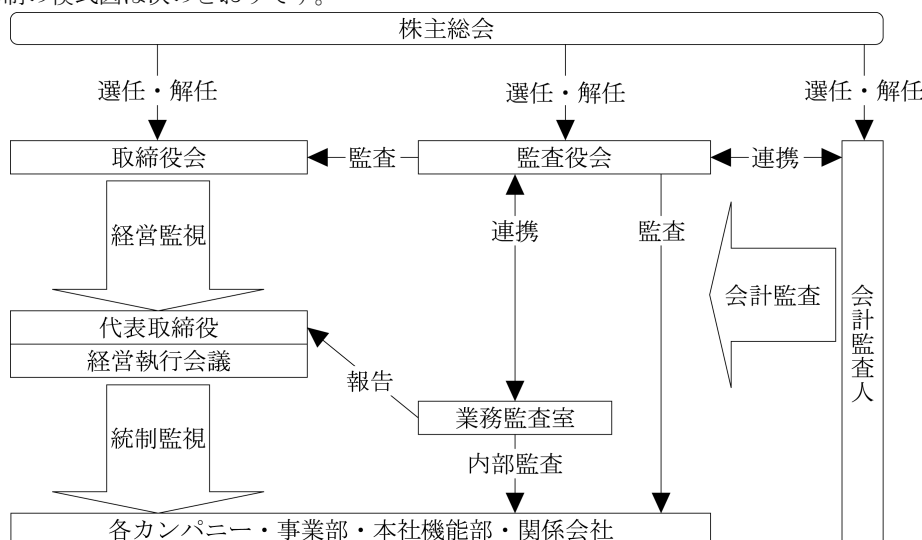 制の模式図は次のとおりです。
株主総会
選任・解任
選任・解任
選任・解任
取締役会
監査
監査役会
連携
経営監視
連携
監査
会計監査
会計監査人
代表取締役
経営執行会議
報告
業務監査室
統制監視
内部監査
各カンパニー・事業部・本社機能部・関係会社